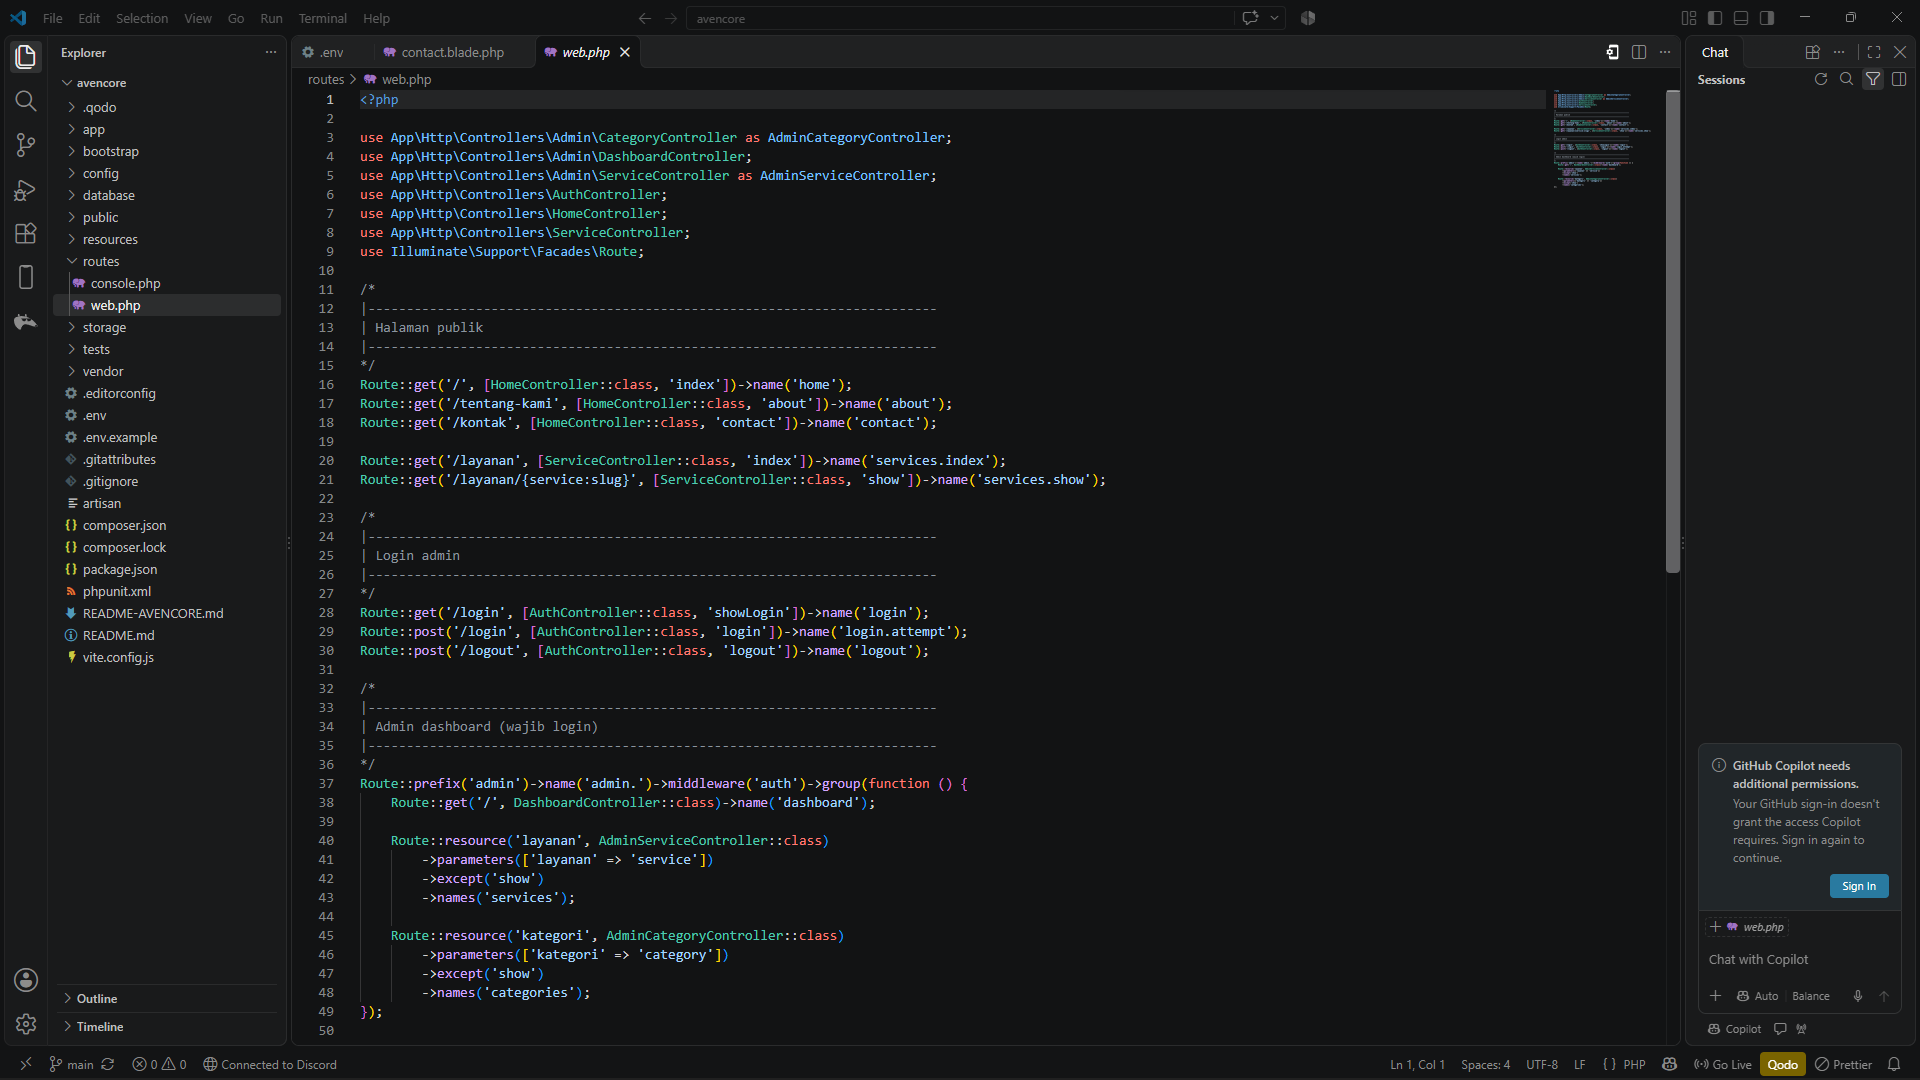 File Edit Selection View Go Run Terminal Help
avencore
Explorer
avencore
.qodo
app
bootstrap
config
database
public
resources
routes
console.php
web.php
storage
tests
vendor
.editorconfig
.env
.env.example
.gitattributes
.gitignore
artisan
composer.json
composer.lock
package.json
phpunit.xml
README-AVENCORE.md
README.md
vite.config.js
Outline
Timeline
.env contact.blade.php web.php
routes > web.php
1 <?php
2
3 use App\Http\Controllers\Admin\CategoryController as AdminCategoryController;
4 use App\Http\Controllers\Admin\DashboardController;
5 use App\Http\Controllers\Admin\ServiceController as AdminServiceController;
6 use App\Http\Controllers\AuthController;
7 use App\Http\Controllers\HomeController;
8 use App\Http\Controllers\ServiceController;
9 use Illuminate\Support\Facades\Route;
10
11 /*
12 |--------------------------------------------------------------------------
13 | Halaman publik
14 |--------------------------------------------------------------------------
15 */
16 Route::get('/', [HomeController::class, 'index'])->name('home');
17 Route::get('/tentang-kami', [HomeController::class, 'about'])->name('about');
18 Route::get('/kontak', [HomeController::class, 'contact'])->name('contact');
19
20 Route::get('/layanan', [ServiceController::class, 'index'])->name('services.index');
21 Route::get('/layanan/{service:slug}', [ServiceController::class, 'show'])->name('services.show');
22
23 /*
24 |--------------------------------------------------------------------------
25 | Login admin
26 |--------------------------------------------------------------------------
27 */
28 Route::get('/login', [AuthController::class, 'showLogin'])->name('login');
29 Route::post('/login', [AuthController::class, 'login'])->name('login.attempt');
30 Route::post('/logout', [AuthController::class, 'logout'])->name('logout');
31
32 /*
33 |--------------------------------------------------------------------------
34 | Admin dashboard (wajib login)
35 |--------------------------------------------------------------------------
36 */
37 Route::prefix('admin')->name('admin.')->middleware('auth')->group(function () {
38     Route::get('/', DashboardController::class)->name('dashboard');
39
40     Route::resource('layanan', AdminServiceController::class)
41         ->parameters(['layanan' => 'service'])
42         ->except('show')
43         ->names('services');
44
45     Route::resource('kategori', AdminCategoryController::class)
46         ->parameters(['kategori' => 'category'])
47         ->except('show')
48         ->names('categories');
49 });
50
Chat
Sessions
GitHub Copilot needs
additional permissions.
Your GitHub sign-in doesn't
grant the access Copilot
requires. Sign in again to
continue.
Sign In
web.php
Chat with Copilot
Auto Balance
Copilot
main 0 0 Connected to Discord
Ln 1, Col 1 Spaces: 4 UTF-8 LF { } PHP Go Live Qodo Prettier